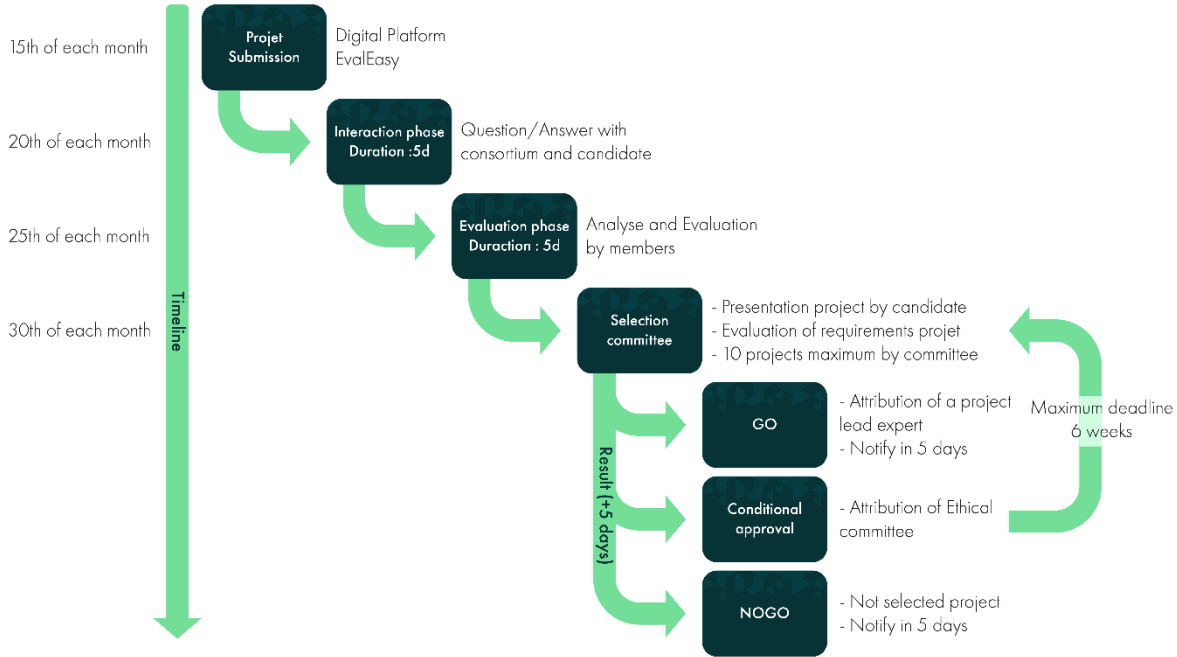 15th of each month
Projet
Submission
Digital Platform
EvalEasy
20th of each month
Interaction phase
Duration :5d
Question/Answer with
consortium and candidate
25th of each month
Evaluation phase
Duraction : 5d
Analyse and Evaluation
by members
Timeline
30th of each month
Selection
committee
- Presentation project by candidate
- Evaluation of requirements projet
- 10 projects maximum by committee
Result (+5 days)
GO
- Attribution of a project
lead expert
- Notify in 5 days
Maximum deadline
6 weeks
Conditional
approval
- Attribution of Ethical
committee
NOGO
- Not selected project
- Notify in 5 days